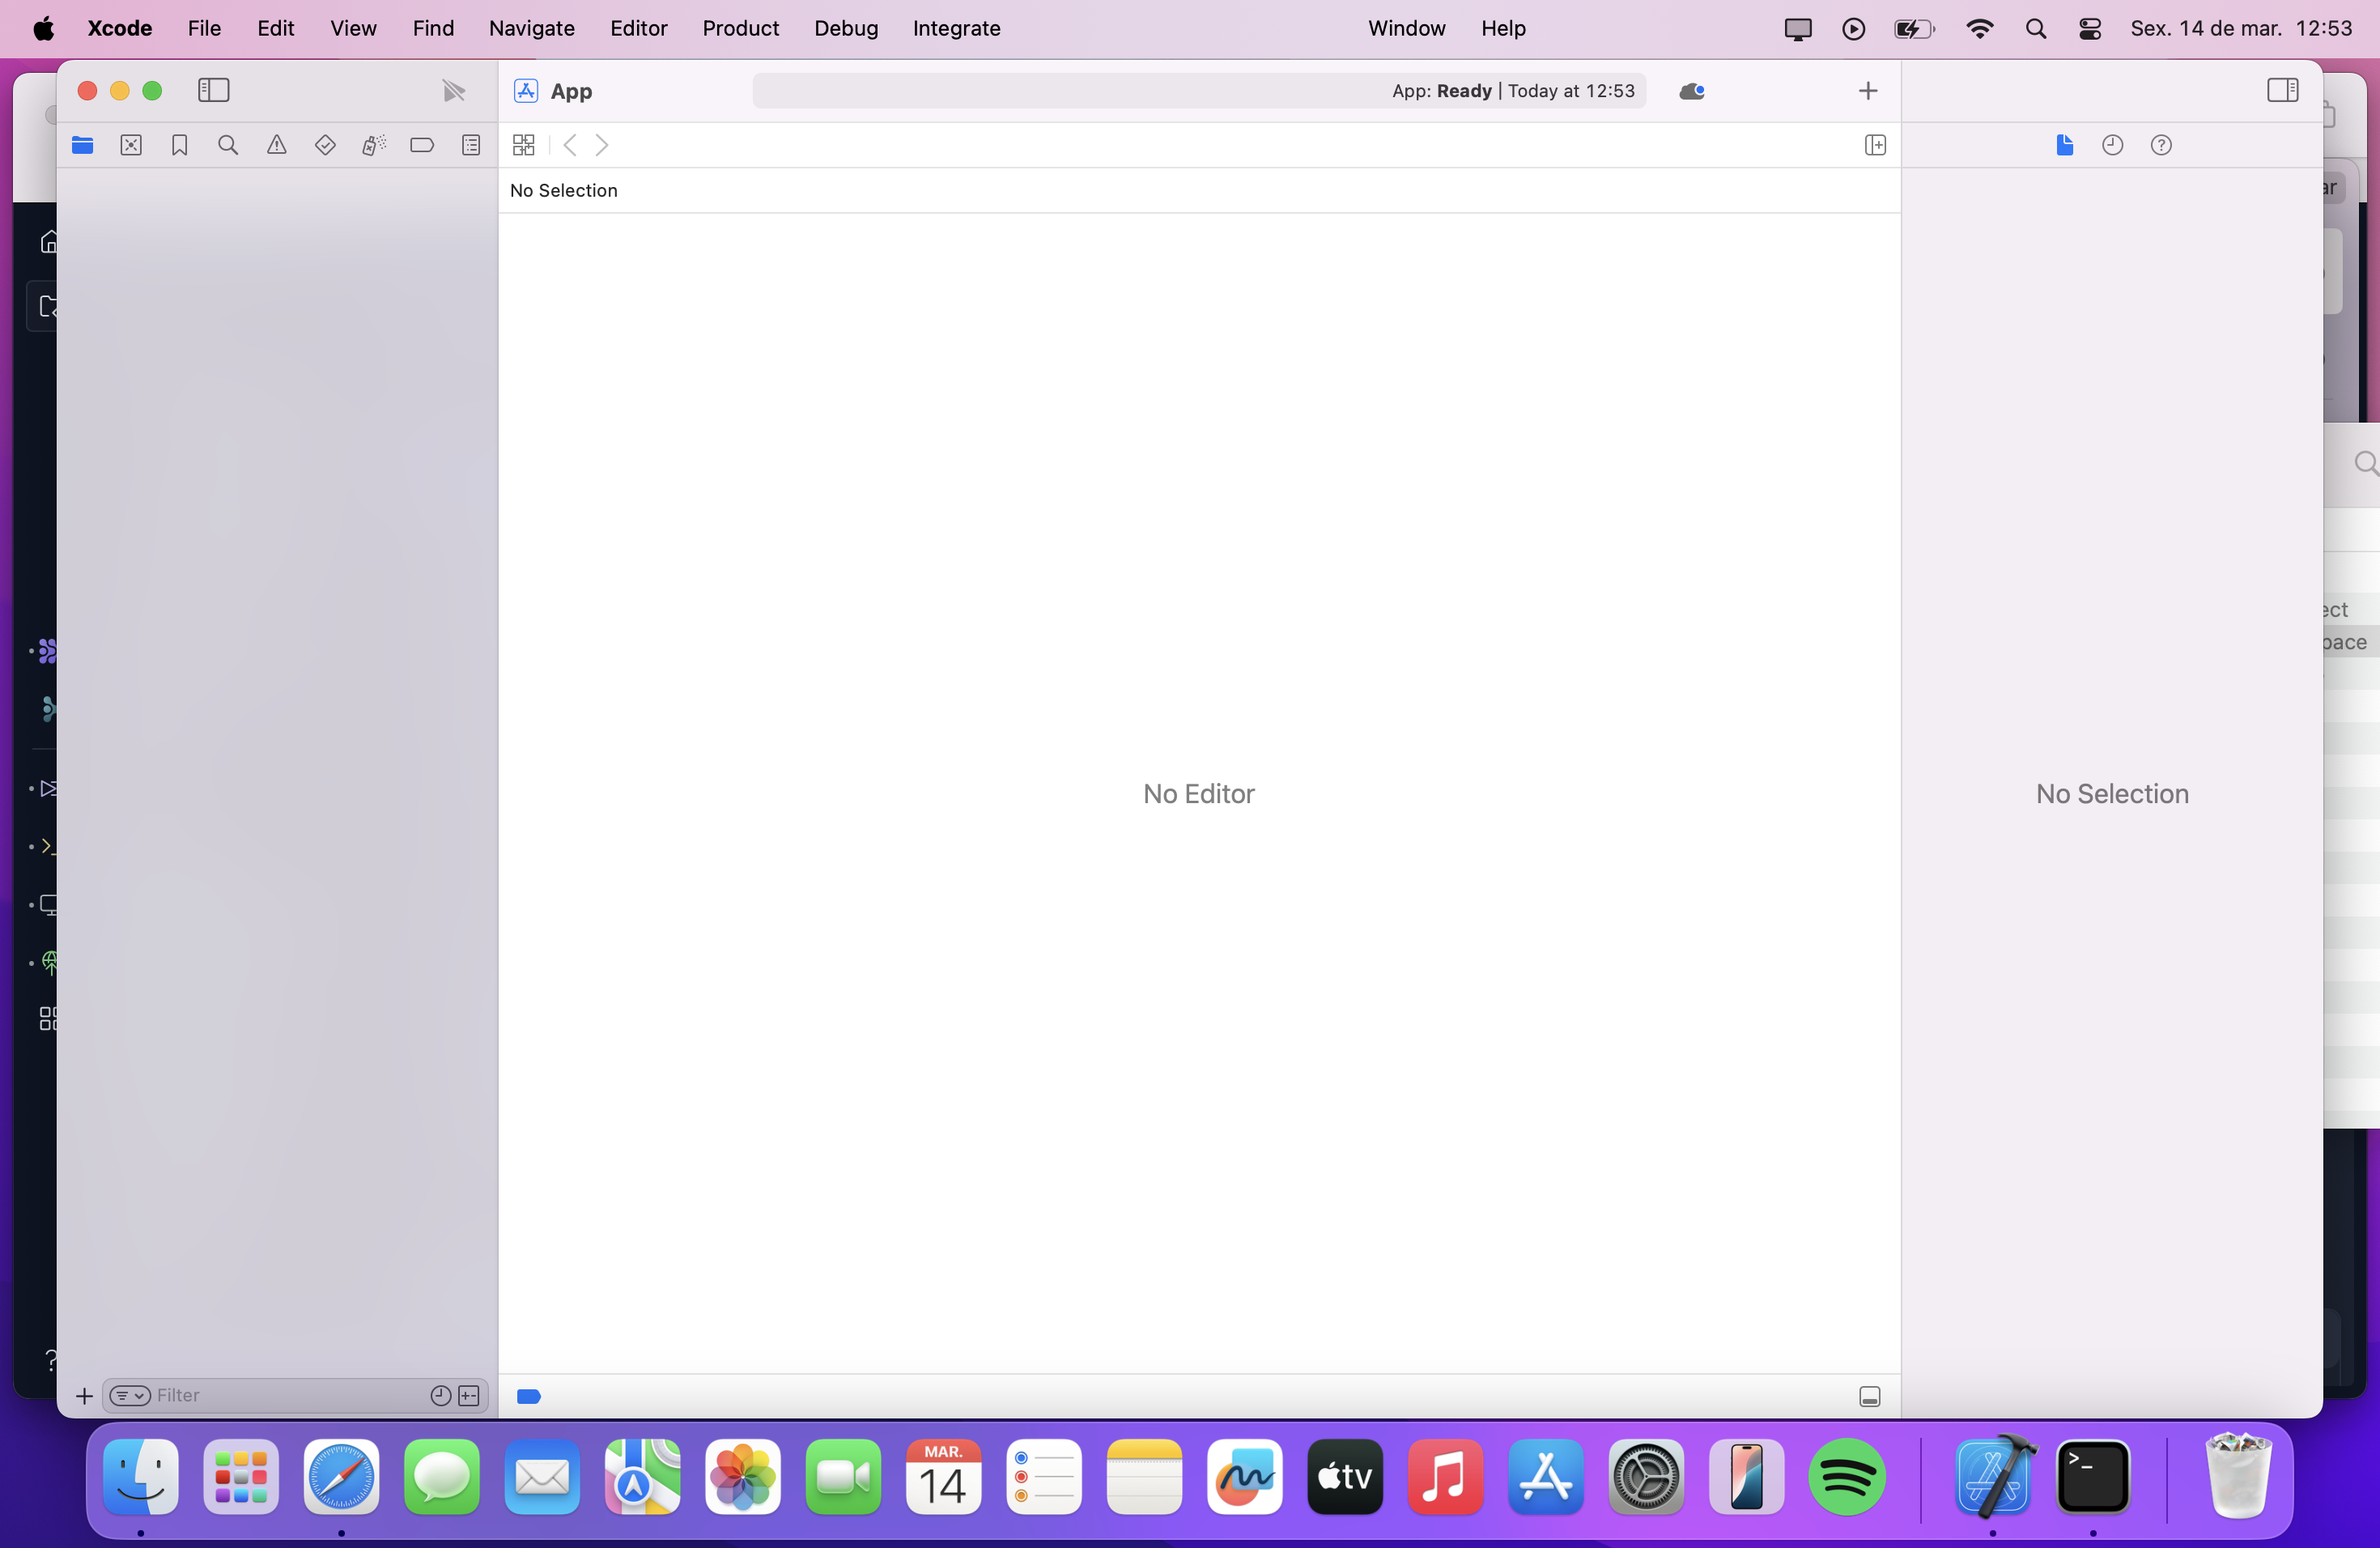 Xcode File Edit View Find Navigate Editor Product Debug Integrate Window Help Sex. 14 de mar. 12:53
App App: Ready | Today at 12:53
No Selection
No Editor
No Selection
Filter
MAR.
14
tv
>_
ar
ect
pace